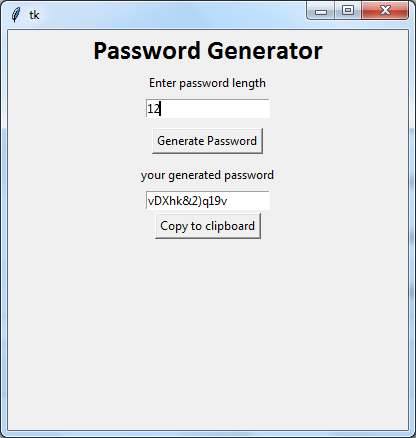 tk
Password Generator
Enter password length
12
Generate Password
your generated password
vDXhk&2)q19v
Copy to clipboard